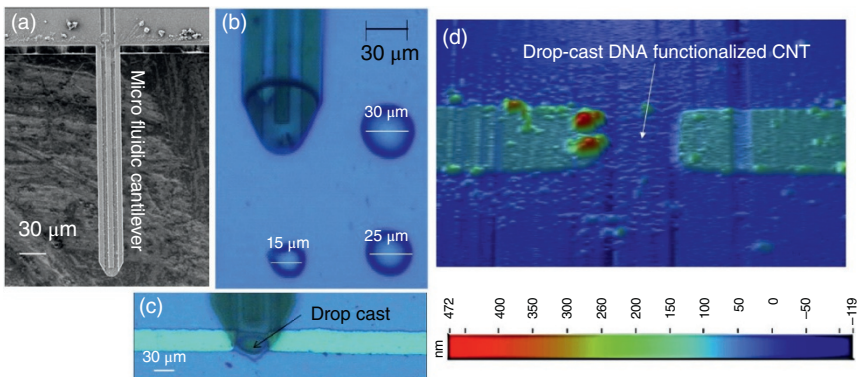 (a)
Micro fluidic cantilever
30 μm
(b)
30 μm
30 μm
15 μm
25 μm
(c)
Drop cast
30 μm
(d)
Drop-cast DNA functionalized CNT
472
400
350
300
250
200
150
100
50
0
−50
−119
nm